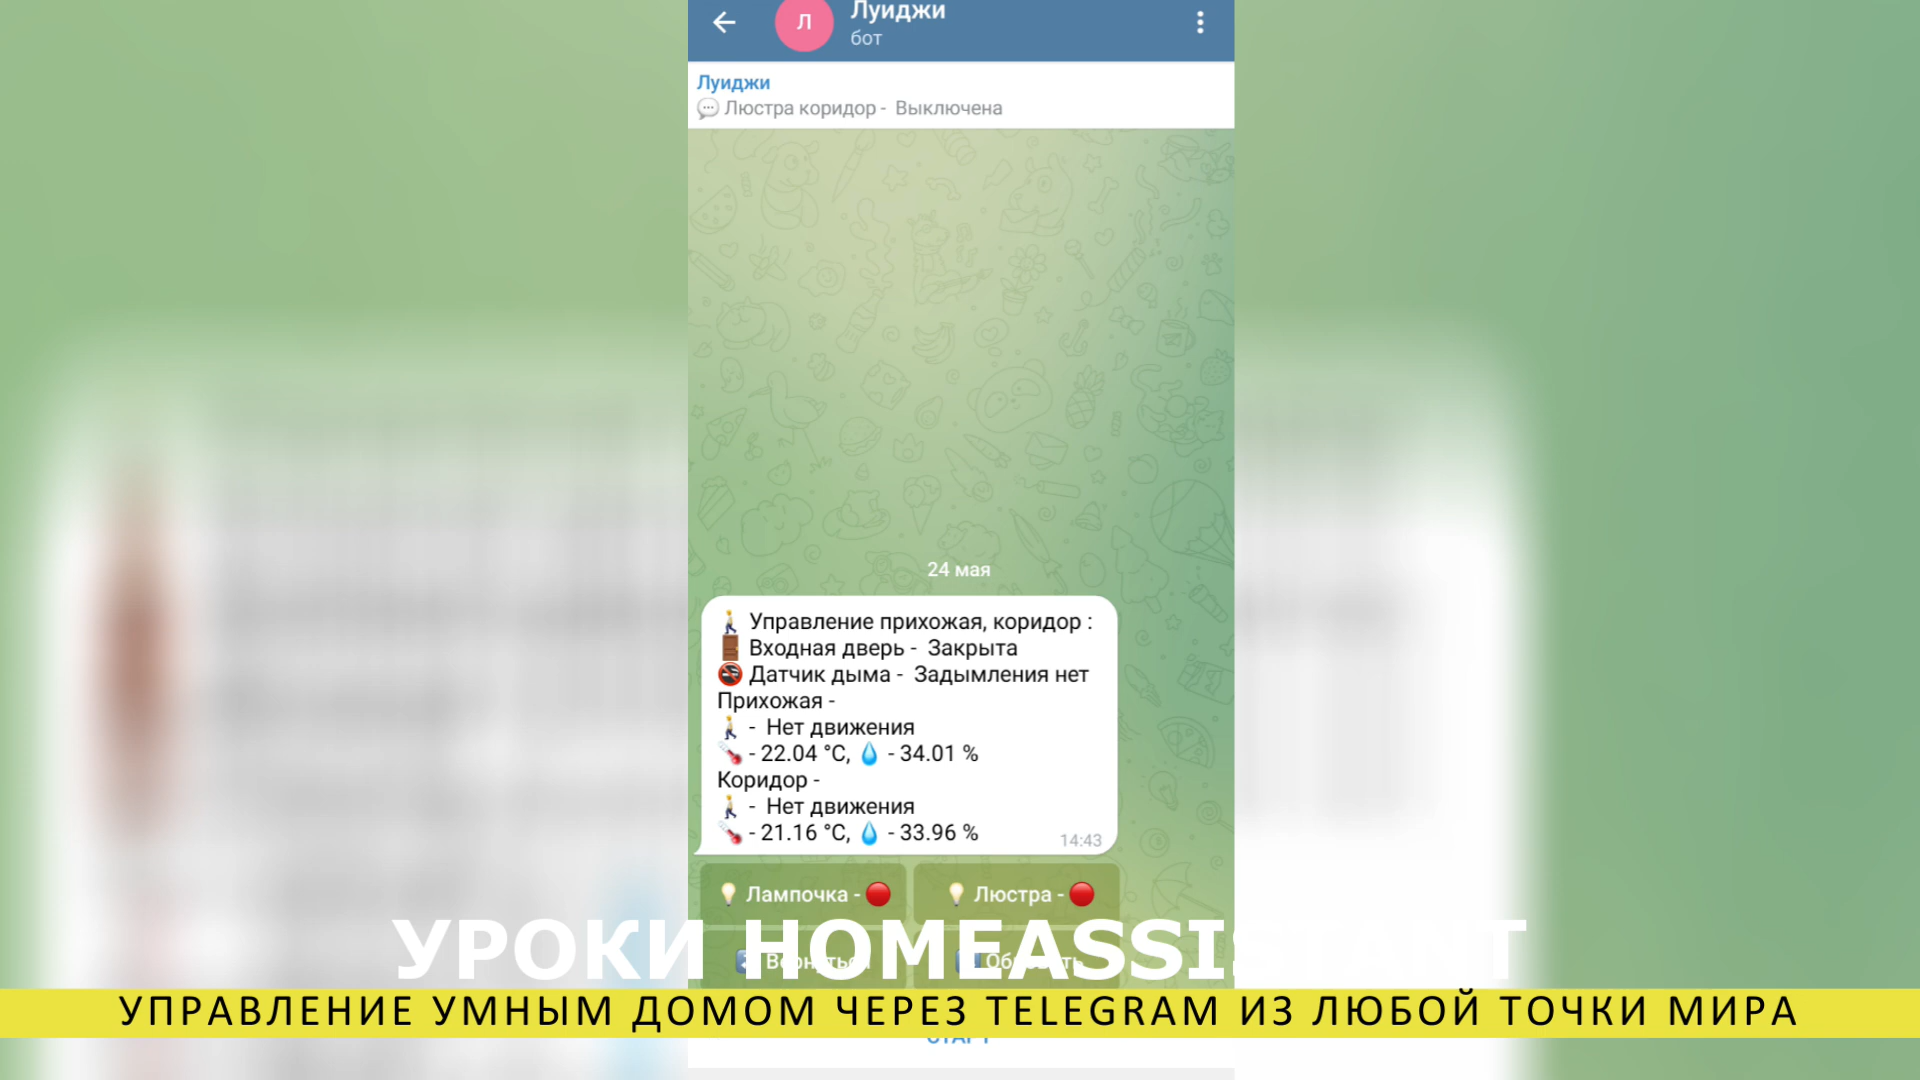 Луиджи
Л
бот
Луиджи
Люстра коридор - Выключена
24 мая
Управление прихожая, коридор :
Входная дверь - Закрыта
Датчик дыма - Задымления нет
Прихожая -
- Нет движения
- 22.04 °C, - 34.01 %
Коридор -
- Нет движения
- 21.16 °C, - 33.96 %
14:43
Лампочка -
Люстра -
Вернуться
УРОКИ HOMEASSISTANT
УПРАВЛЕНИЕ УМНЫМ ДОМОМ ЧЕРЕЗ TELEGRAM ИЗ ЛЮБОЙ ТОЧКИ МИРА